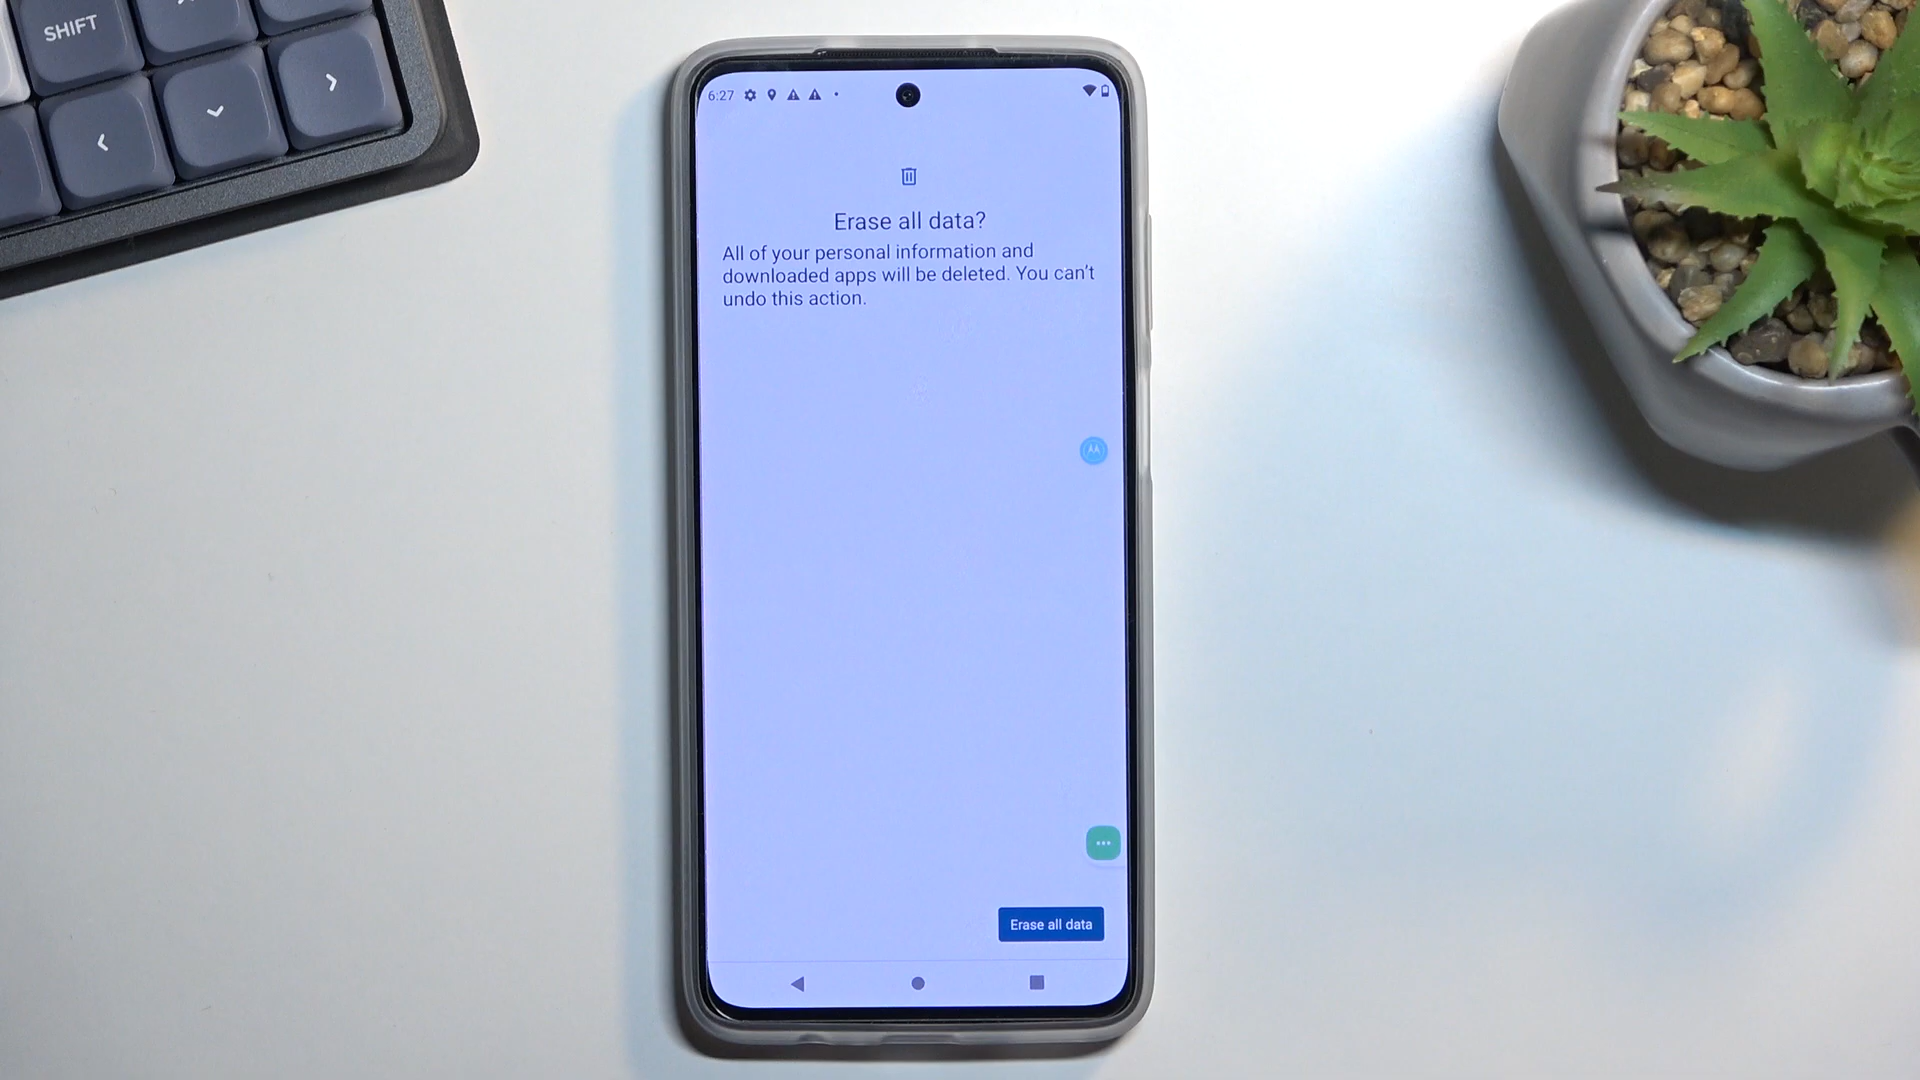 SHIFT
6:27
Erase all data?
All of your personal information and
downloaded apps will be deleted. You can't
undo this action.
Erase all data